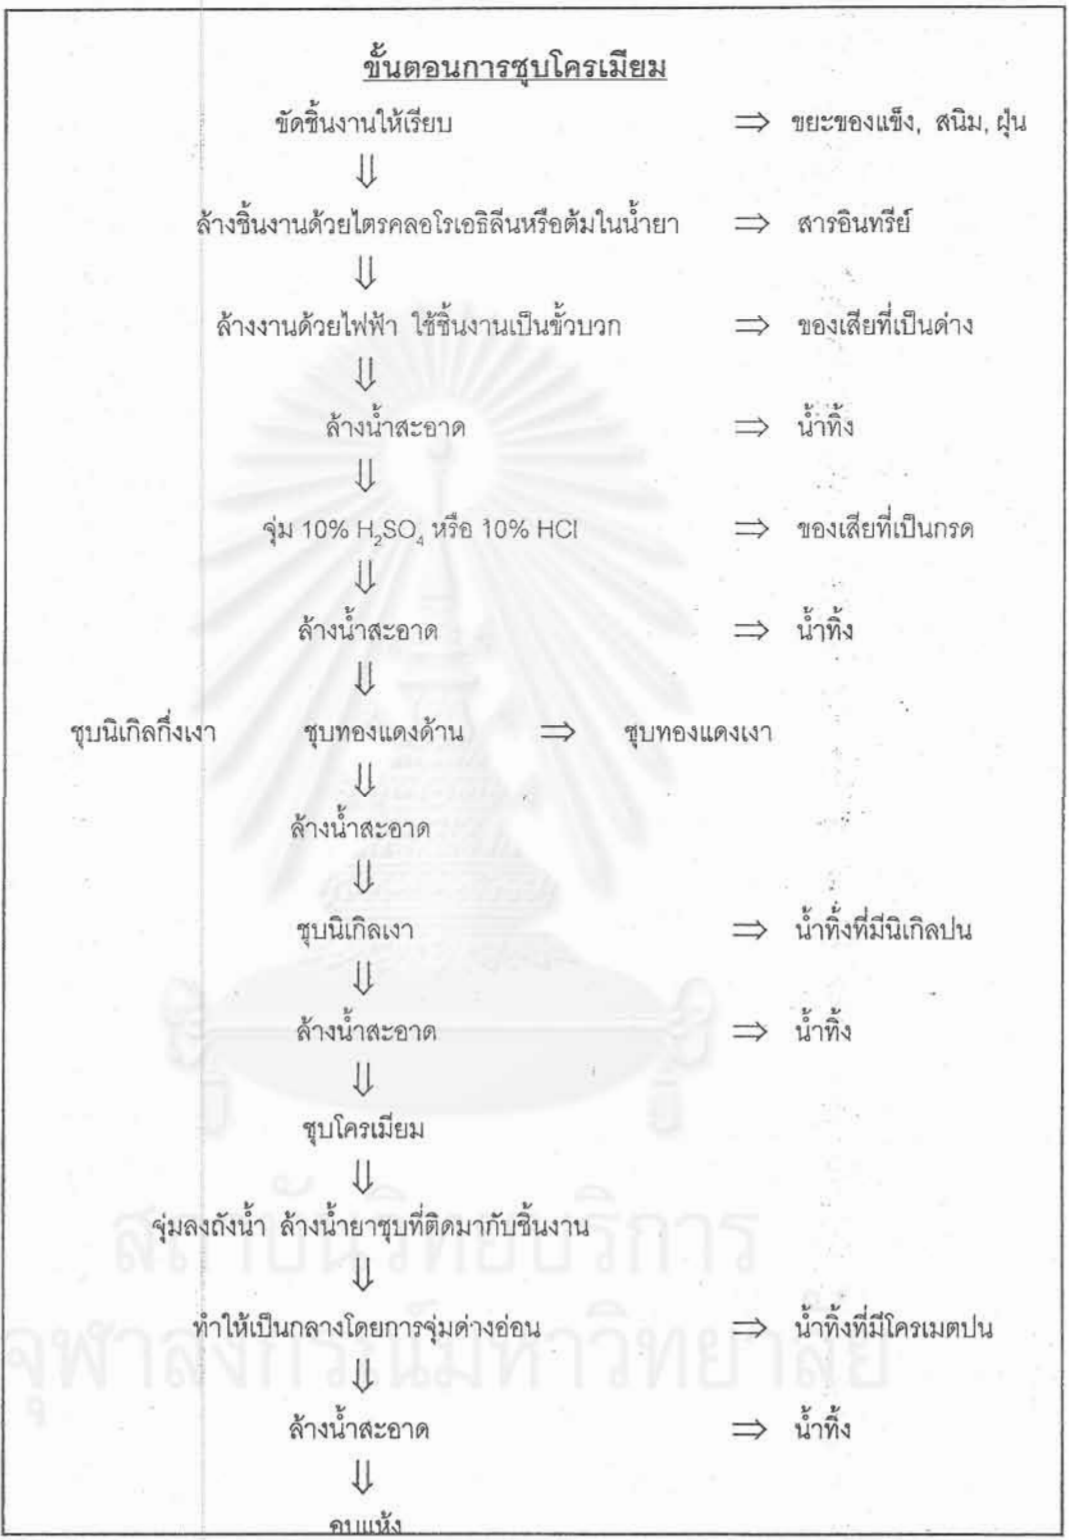 ขั้นตอนการชุบโครเมียม
ขัดชิ้นงานให้เรียบ ⇒ ขยะของแข็ง, สนิม, ฝุ่น
⇓
ล้างชิ้นงานด้วยไตรคลอโรเอธิลีนหรือต้มในน้ำยา ⇒ สารอินทรีย์
⇓
ล้างงานด้วยไฟฟ้า ใช้ชิ้นงานเป็นขั้วบวก ⇒ ของเสียที่เป็นด่าง
⇓
ล้างน้ำสะอาด ⇒ น้ำทิ้ง
⇓
จุ่ม 10% H₂SO₄ หรือ 10% HCl ⇒ ของเสียที่เป็นกรด
⇓
ล้างน้ำสะอาด ⇒ น้ำทิ้ง
⇓
ชุบนิเกิลกึ่งเงา ชุบทองแดงด้าน ⇒ ชุบทองแดงเงา
⇓
ล้างน้ำสะอาด
⇓
ชุบนิเกิลเงา ⇒ น้ำทิ้งที่มีนิเกิลปน
⇓
ล้างน้ำสะอาด ⇒ น้ำทิ้ง
⇓
ชุบโครเมียม
⇓
จุ่มลงถังน้ำ ล้างน้ำยาชุบที่ติดมากับชิ้นงาน
⇓
ทำให้เป็นกลางโดยการจุ่มด่างอ่อน ⇒ น้ำทิ้งที่มีโครเมตปน
⇓
ล้างน้ำสะอาด ⇒ น้ำทิ้ง
⇓
อบแห้ง
สถาบันวิทยบริการ
จุฬาลงกรณ์มหาวิทยาลัย